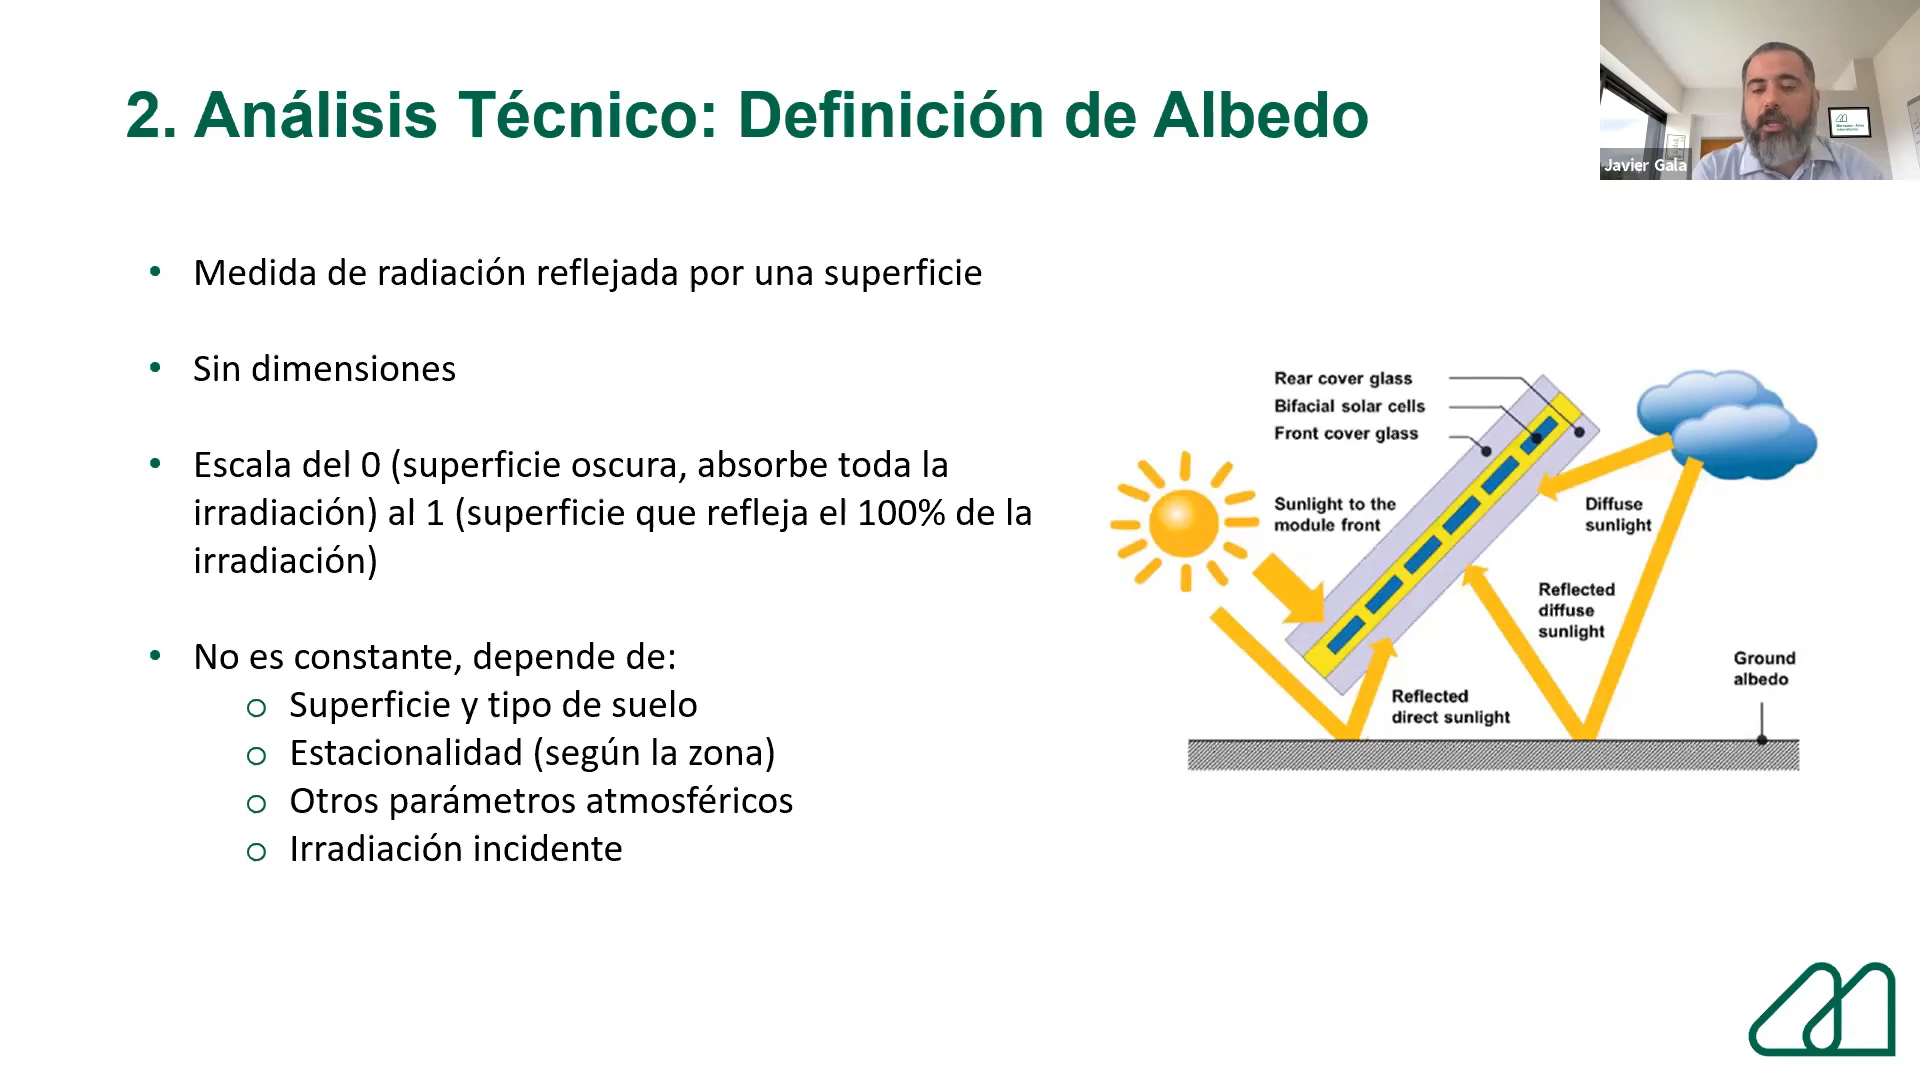 2. Análisis Técnico: Definición de Albedo
Javier Gala
• Medida de radiación reflejada por una superficie
• Sin dimensiones
• Escala del 0 (superficie oscura, absorbe toda la
irradiación) al 1 (superficie que refleja el 100% de la
irradiación)
• No es constante, depende de:
o Superficie y tipo de suelo
o Estacionalidad (según la zona)
o Otros parámetros atmosféricos
o Irradiación incidente
Rear cover glass
Bifacial solar cells
Front cover glass
Sunlight to the
module front
Diffuse
sunlight
Reflected
diffuse
sunlight
Ground
albedo
Reflected
direct sunlight